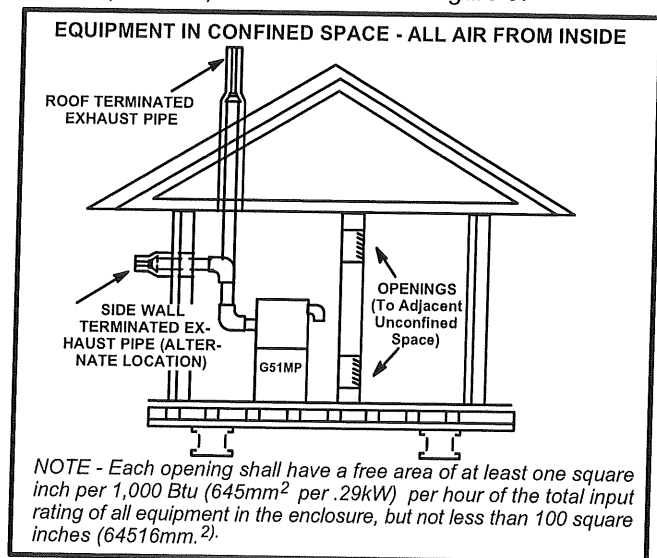 EQUIPMENT IN CONFINED SPACE - ALL AIR FROM INSIDE
ROOF TERMINATED
EXHAUST PIPE
SIDE WALL
TERMINATED EX-
HAUST PIPE (ALTER-
NATE LOCATION)
G51MP
OPENINGS
(To Adjacent
Unconfined
Space)
NOTE - Each opening shall have a free area of at least one square
inch per 1,000 Btu (645mm² per .29kW) per hour of the total input
rating of all equipment in the enclosure, but not less than 100 square
inches (64516mm.²).